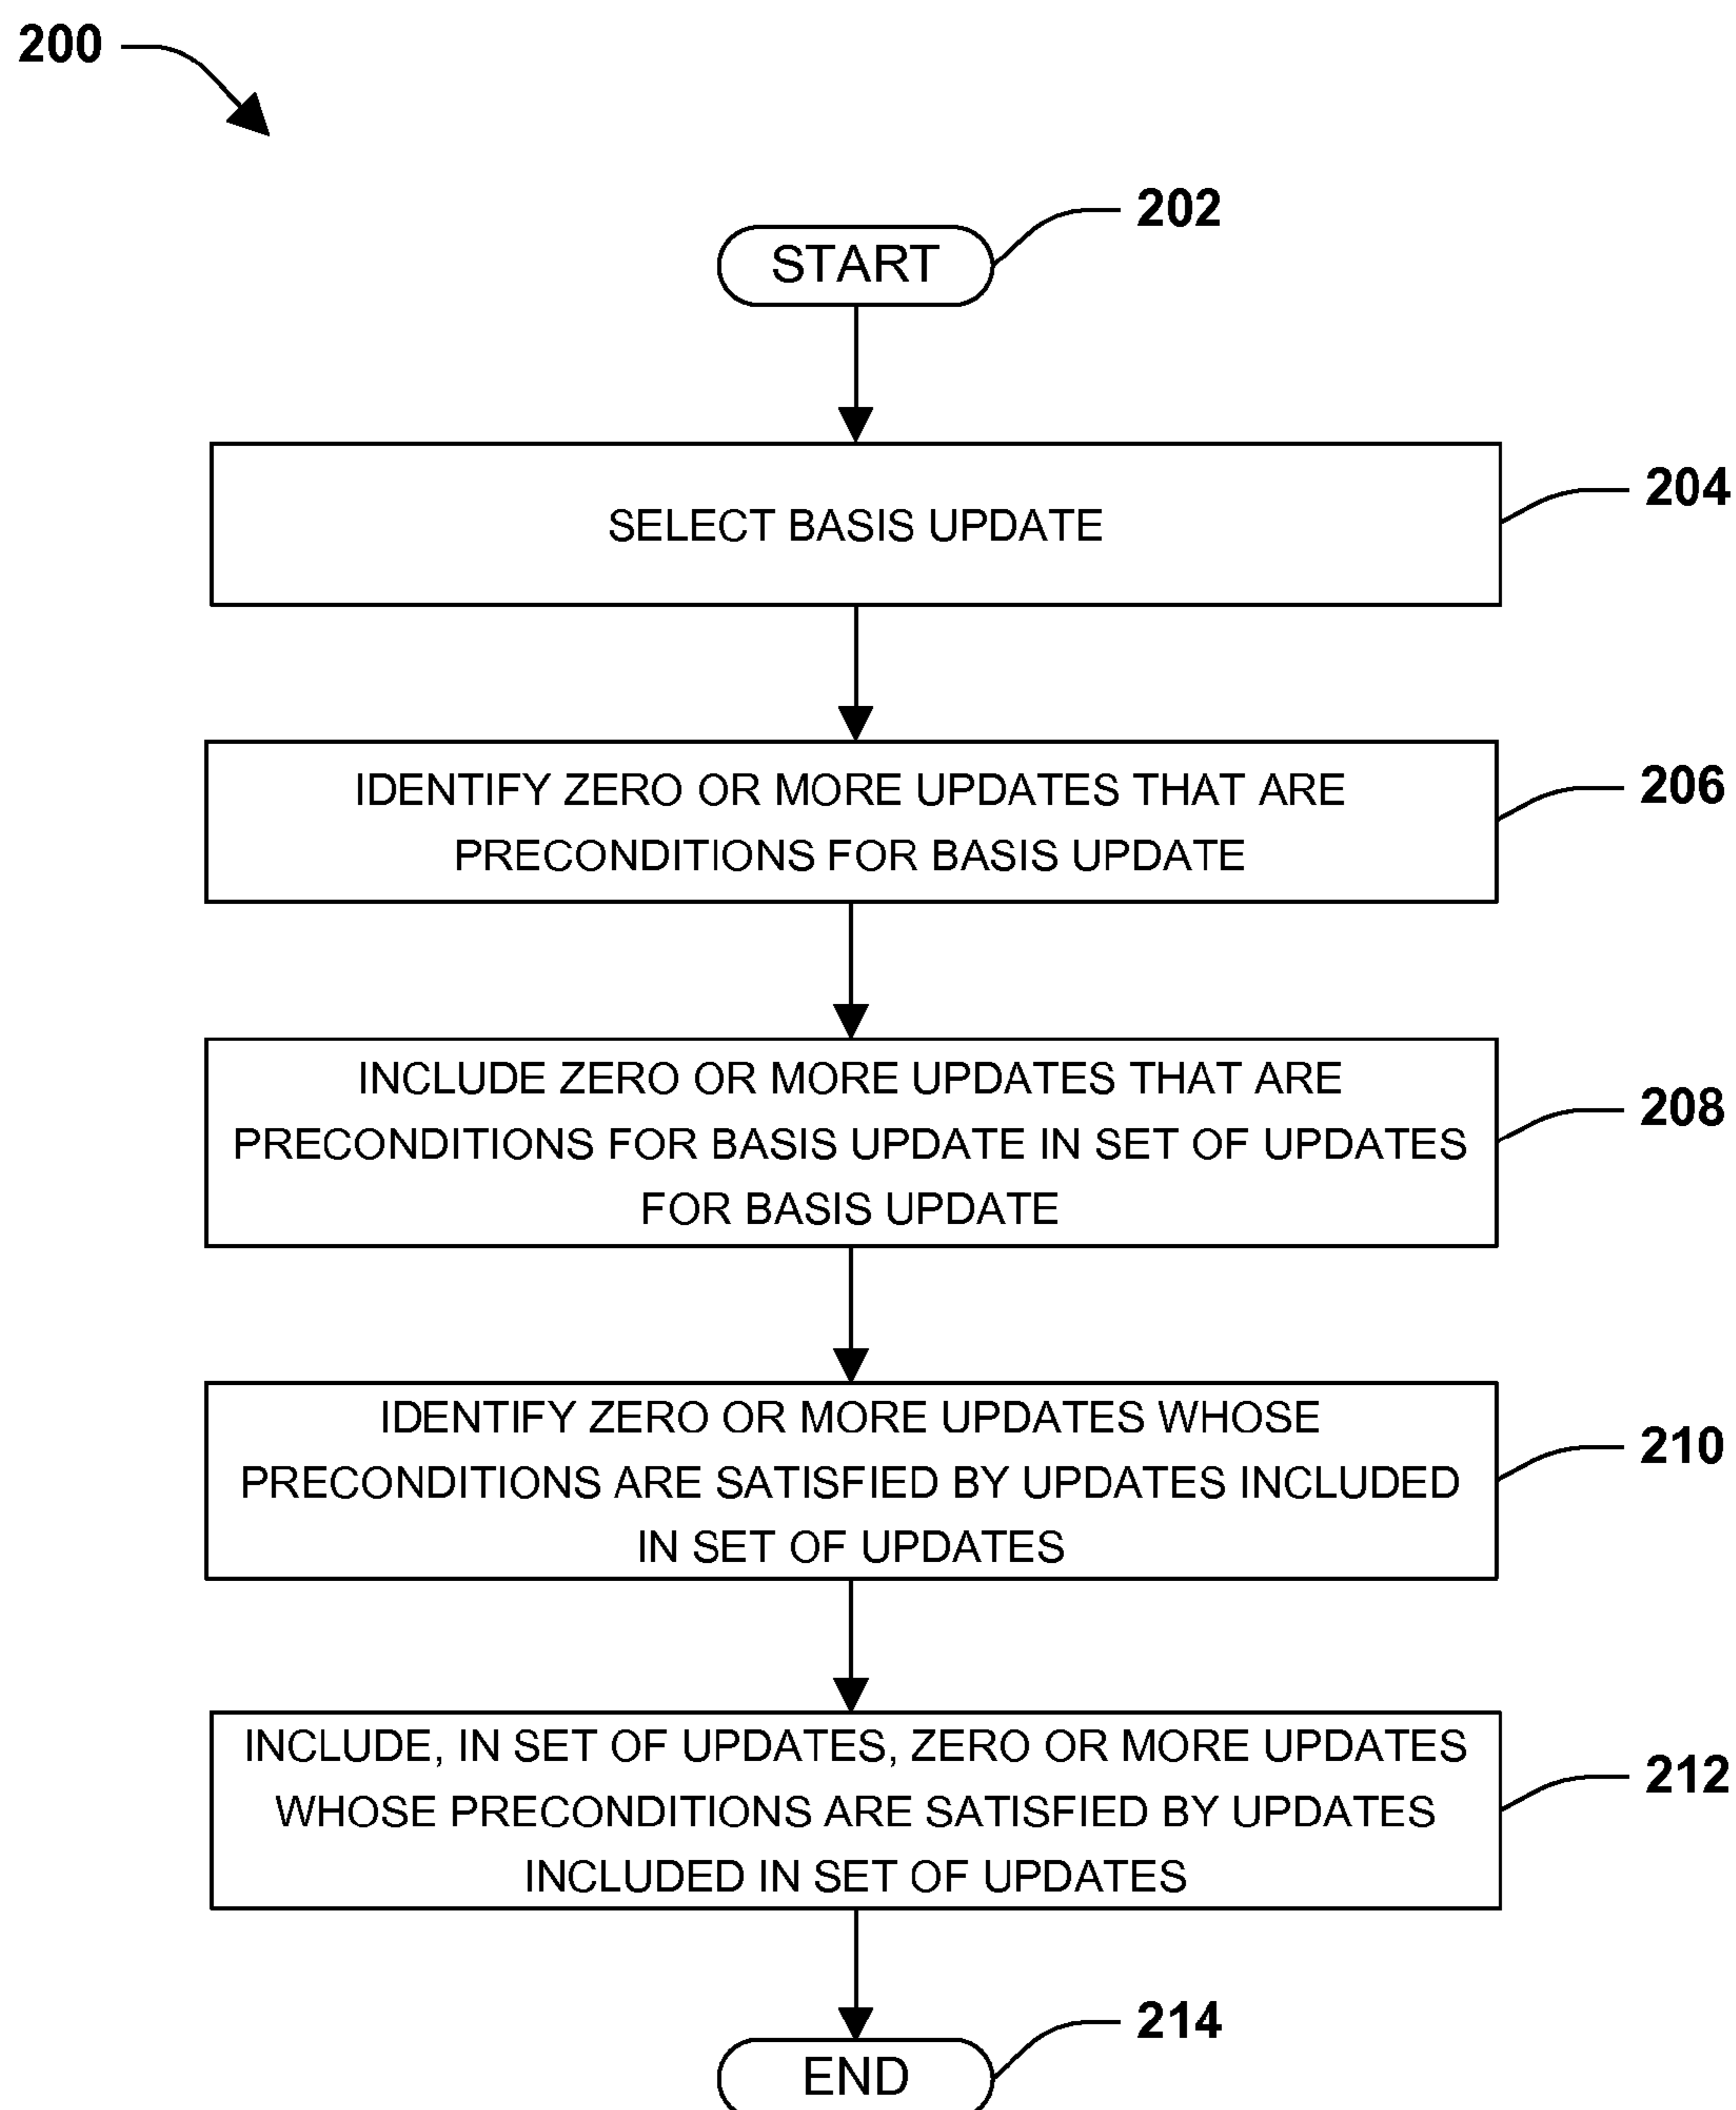 200
202
START
SELECT BASIS UPDATE
204
IDENTIFY ZERO OR MORE UPDATES THAT ARE
PRECONDITIONS FOR BASIS UPDATE
206
INCLUDE ZERO OR MORE UPDATES THAT ARE
PRECONDITIONS FOR BASIS UPDATE IN SET OF UPDATES
FOR BASIS UPDATE
208
IDENTIFY ZERO OR MORE UPDATES WHOSE
PRECONDITIONS ARE SATISFIED BY UPDATES INCLUDED
IN SET OF UPDATES
210
INCLUDE, IN SET OF UPDATES, ZERO OR MORE UPDATES
WHOSE PRECONDITIONS ARE SATISFIED BY UPDATES
INCLUDED IN SET OF UPDATES
212
214
END